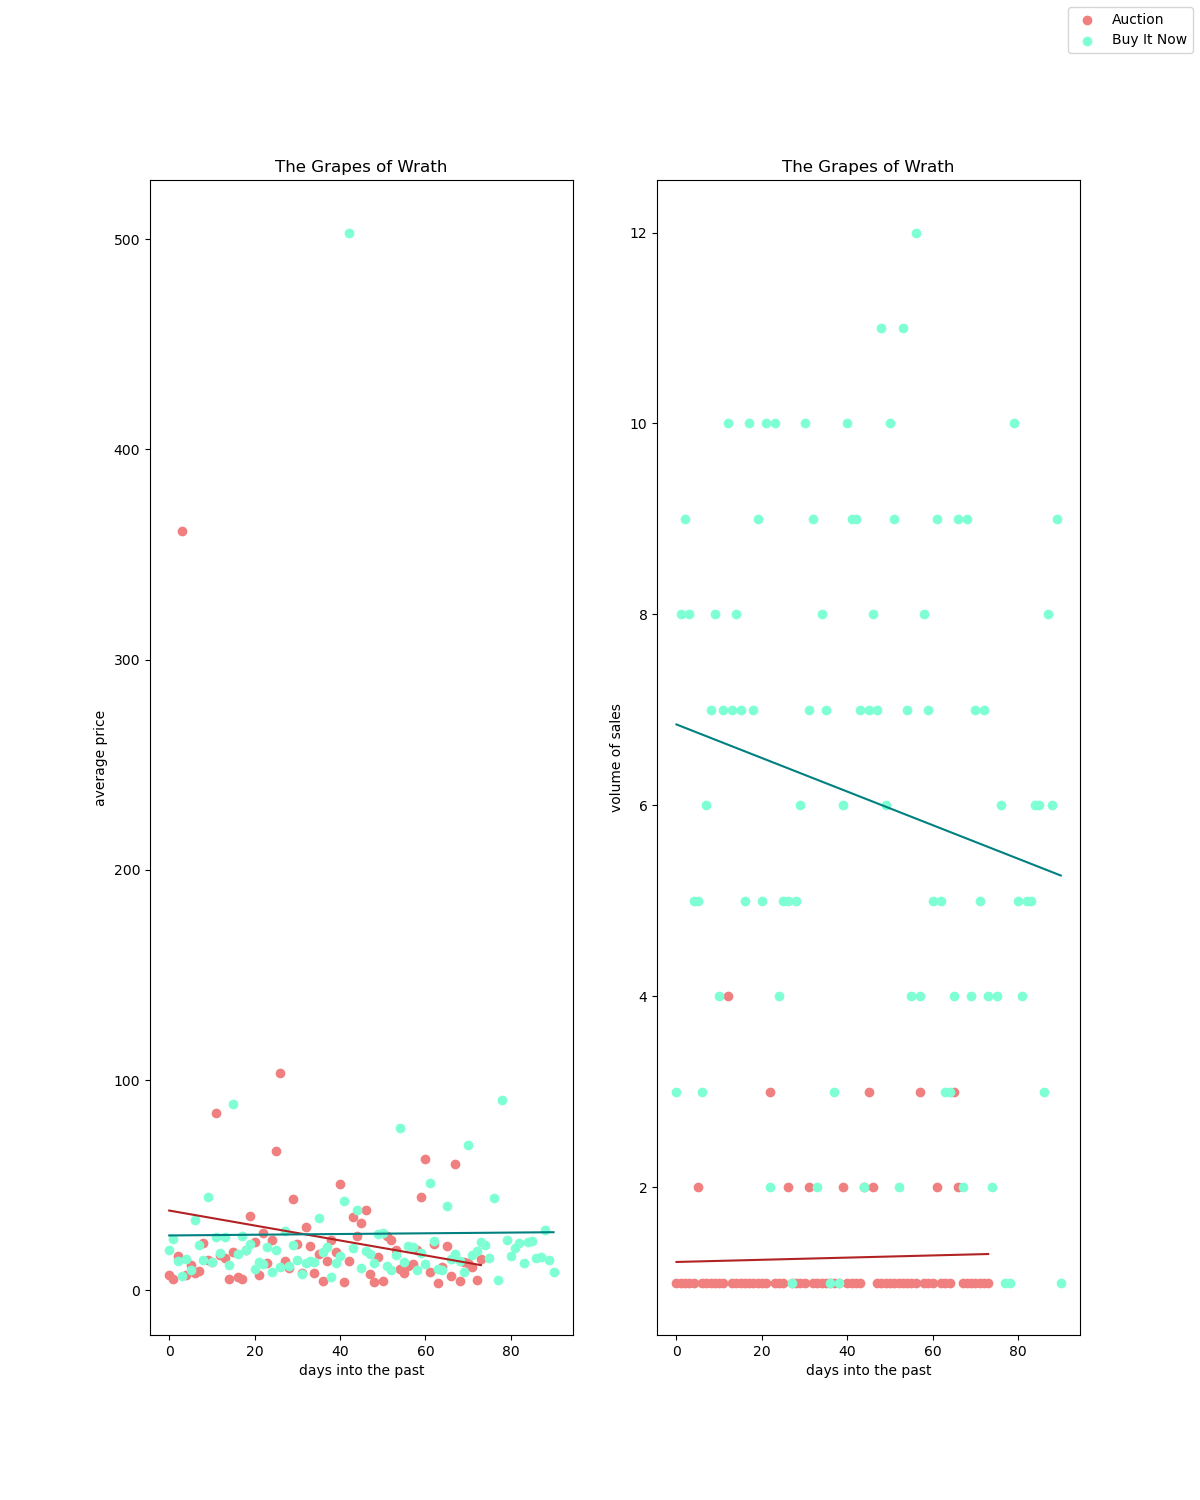 Auction
Buy It Now
The Grapes of Wrath
average price
500
400
300
200
100
0
0 20 40 60 80
days into the past
The Grapes of Wrath
volume of sales
12
10
8
6
4
2
0 20 40 60 80
days into the past